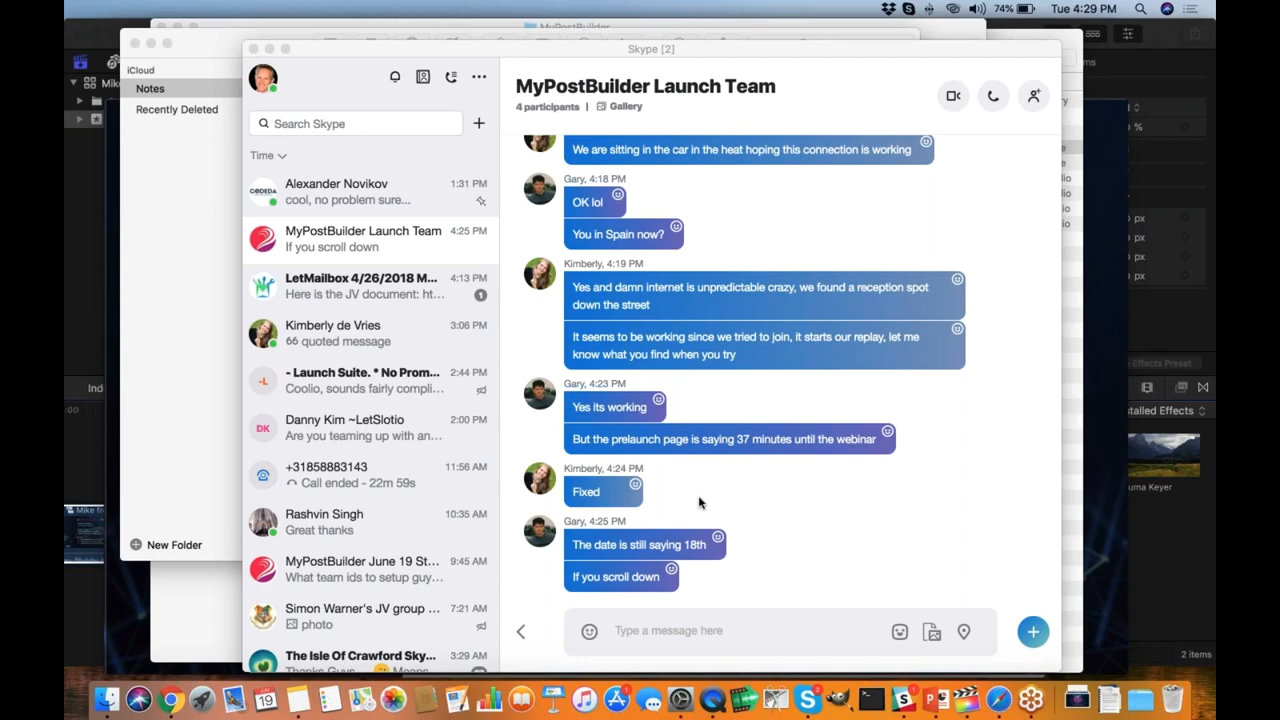 74%
Tue 4:29 PM
MyPostBuilder
Skype [2]
iCloud
Notes
Recently Deleted
New Folder
Search Skype
Time
Alexander Novikov
1:31 PM
cool, no problem sure...
MyPostBuilder Launch Team
4:25 PM
If you scroll down
LetMailbox 4/26/2018 M...
4:13 PM
Here is the JV document: ht...
1
Kimberly de Vries
3:06 PM
66 quoted message
- Launch Suite. * No Prom...
2:44 PM
-L
Coolio, sounds fairly compli...
Danny Kim ~LetSlotio
2:00 PM
DK
Are you teaming up with an...
+31858883143
11:56 AM
Call ended - 22m 59s
Rashvin Singh
10:35 AM
Great thanks
MyPostBuilder June 19 St...
9:45 AM
What team ids to setup guy...
Simon Warner's JV group ...
7:21 AM
photo
The Isle Of Crawford Sky...
3:29 AM
MyPostBuilder Launch Team
4 participants | Gallery
We are sitting in the car in the heat hoping this connection is working
Gary, 4:18 PM
OK lol
You in Spain now?
Kimberly, 4:19 PM
Yes and damn internet is unpredictable crazy, we found a reception spot
down the street
It seems to be working since we tried to join, it starts our replay, let me
know what you find when you try
Gary, 4:23 PM
Yes its working
But the prelaunch page is saying 37 minutes until the webinar
Kimberly, 4:24 PM
Fixed
Gary, 4:25 PM
The date is still saying 18th
If you scroll down
Type a message here
%
px
px
px
px
Effects Preset
Installed Effects
2 items
19